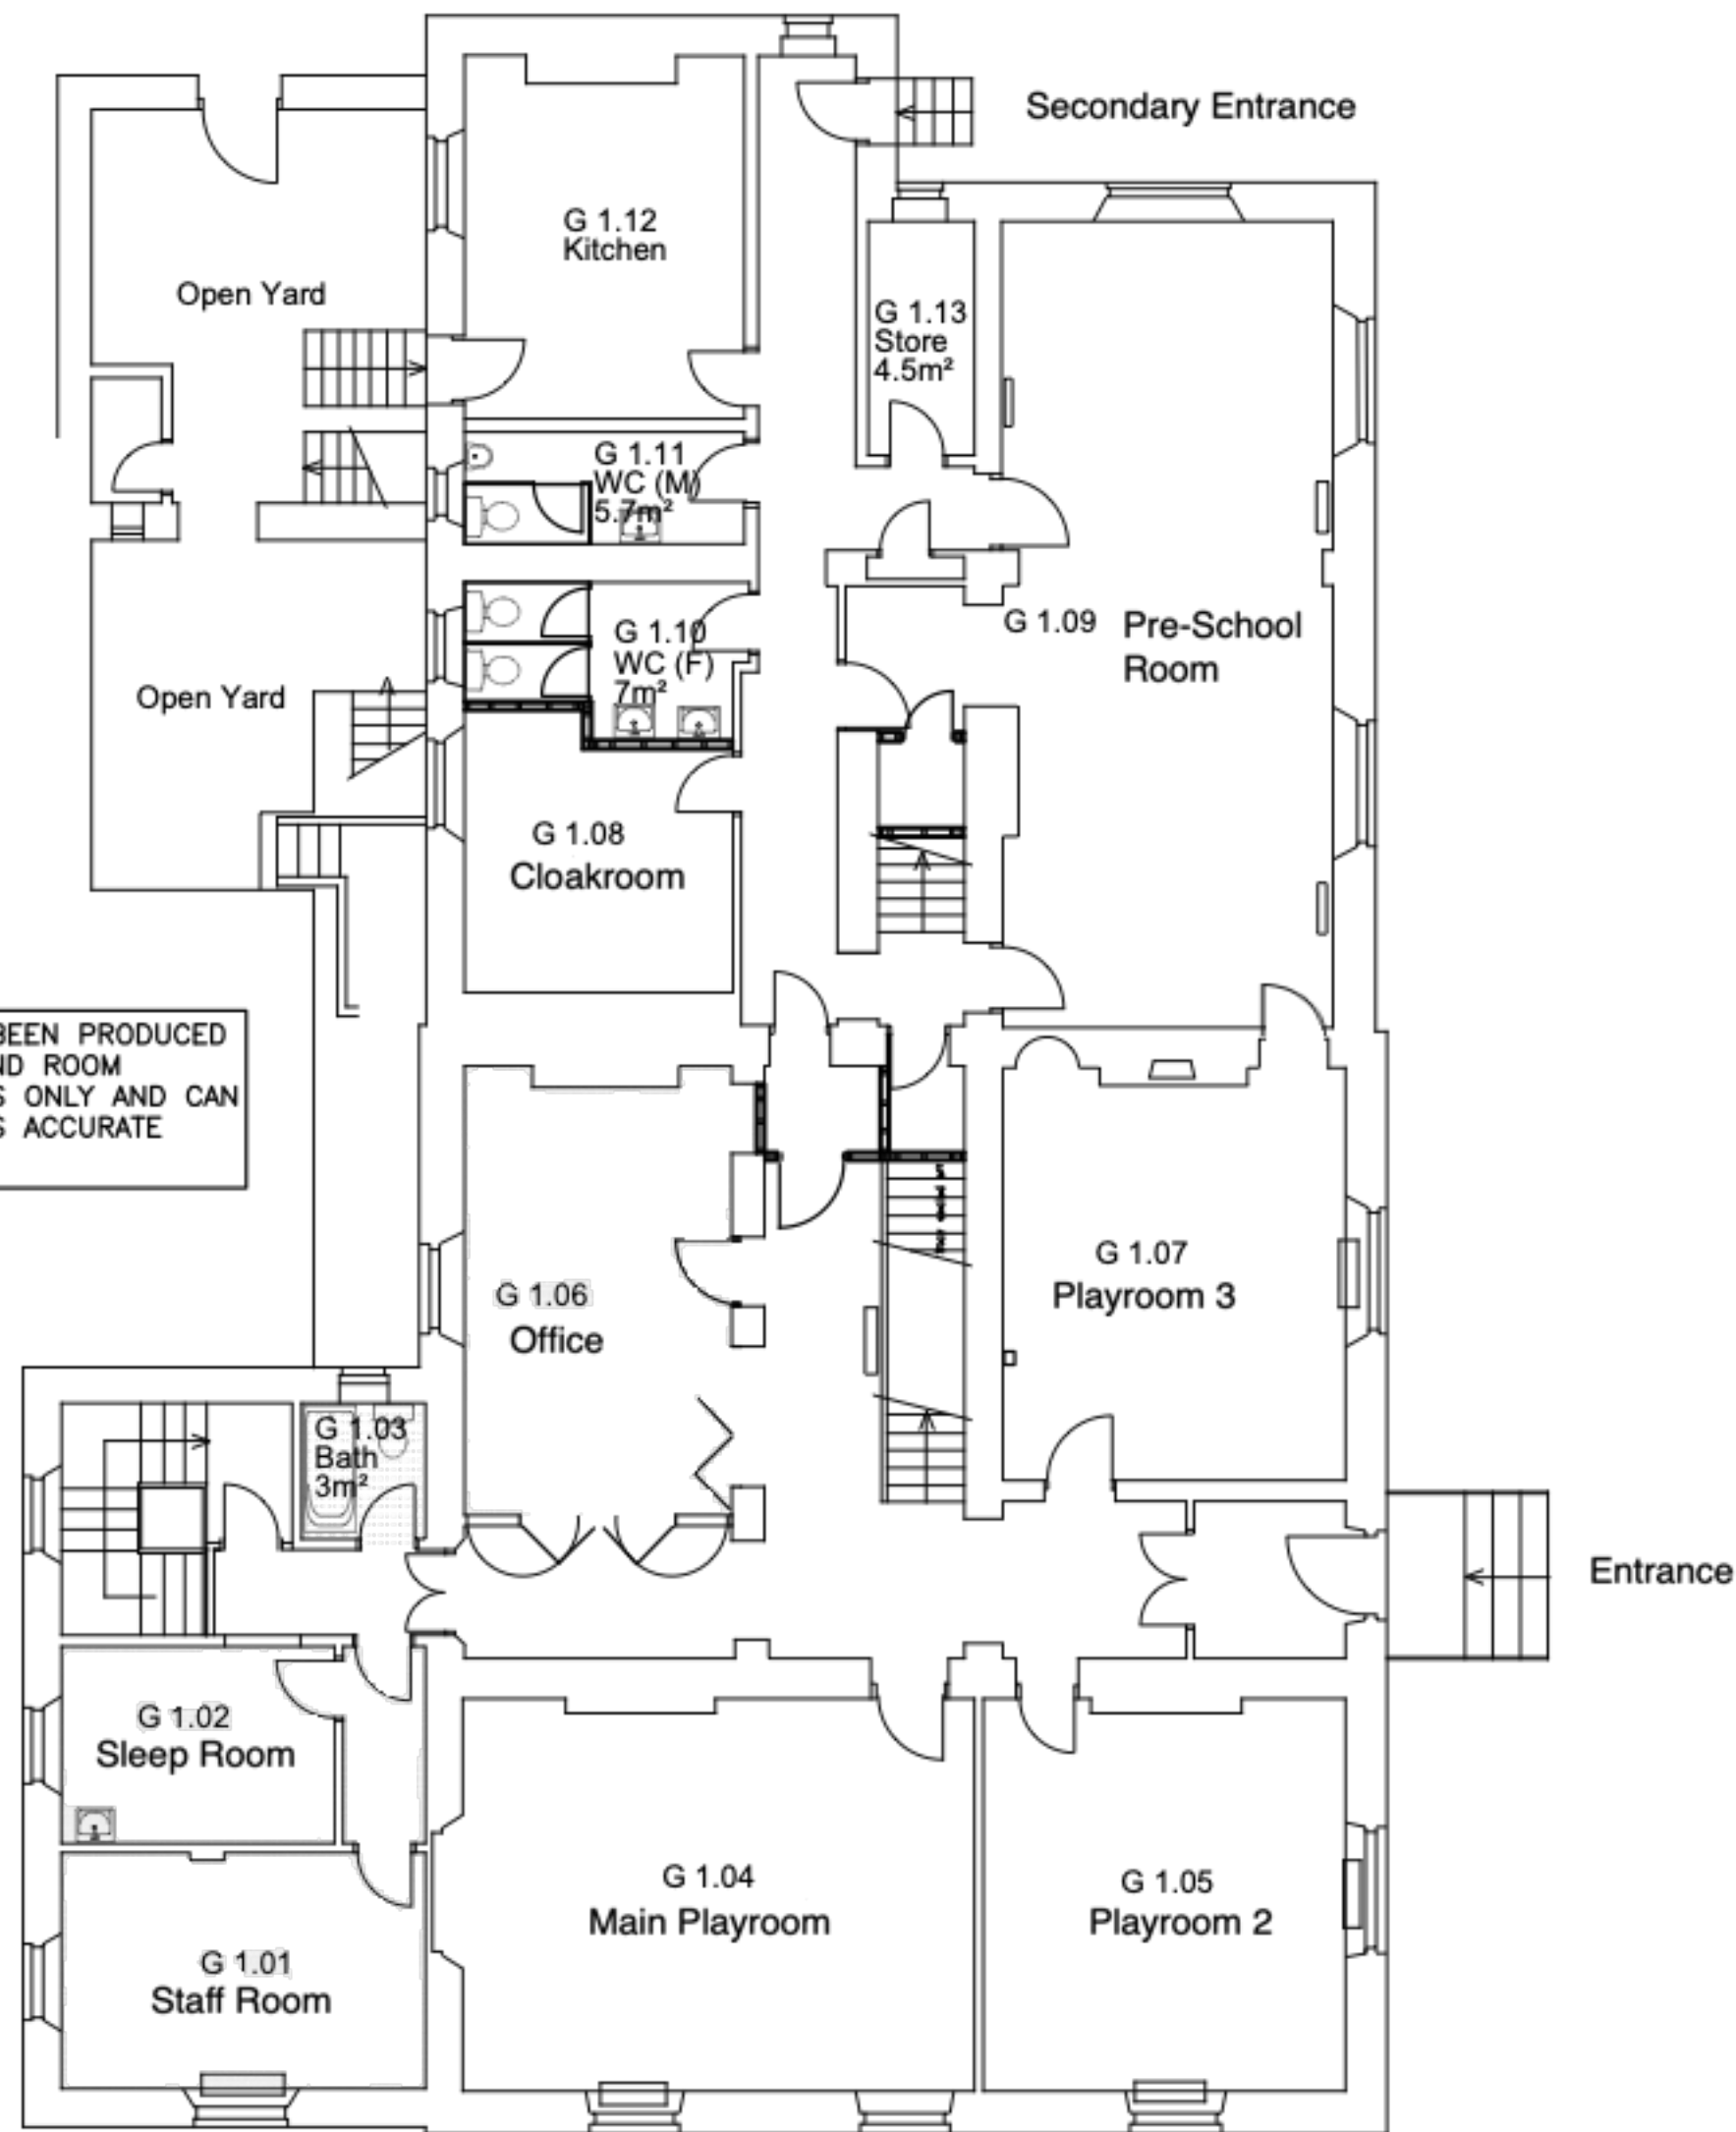 Secondary Entrance
G 1.12
Kitchen
Open Yard
G 1.13
Store
4.5m²
G 1.11
WC (M)
5.7m²
G 1.09
Pre-School
Room
G 1.10
WC (F)
7m²
Open Yard
G 1.08
Cloakroom
BEEN PRODUCED
ND ROOM
S ONLY AND CAN
S ACCURATE
G 1.07
Playroom 3
G 1.06
Office
G 1.03
Bath
3m²
Entrance
G 1.02
Sleep Room
G 1.04
Main Playroom
G 1.05
Playroom 2
G 1.01
Staff Room